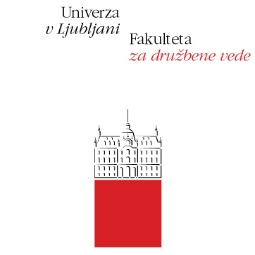 Univerza
v Ljubljani
Fakulteta
za družbene vede